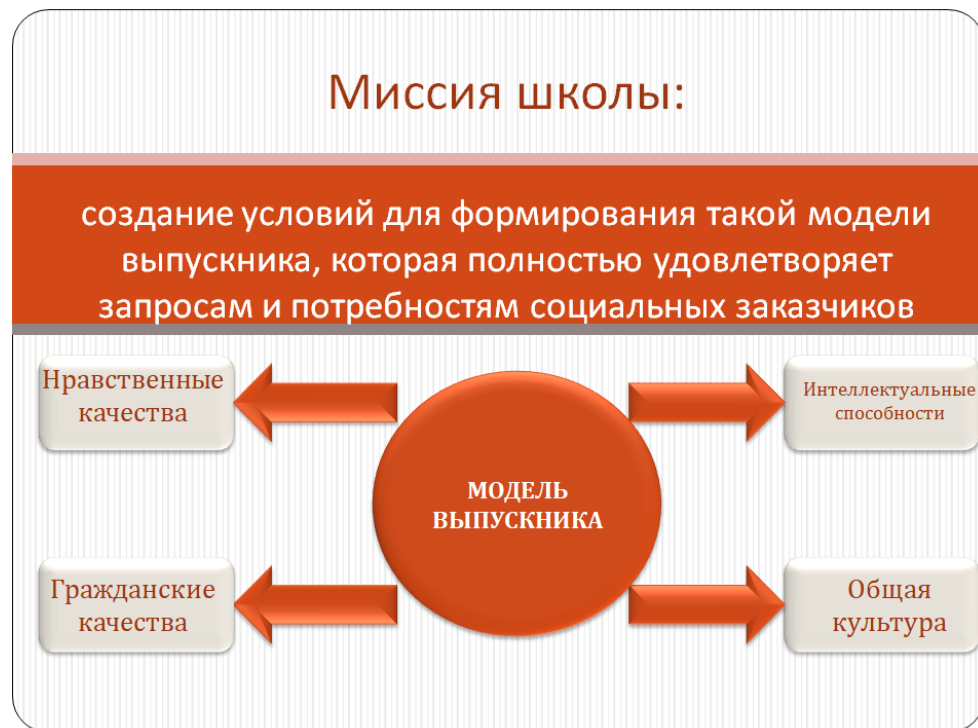 Миссия школы:
создание условий для формирования такой модели
выпускника, которая полностью удовлетворяет
запросам и потребностям социальных заказчиков
Нравственные
качества
Интеллектуальные
способности
МОДЕЛЬ
ВЫПУСКНИКА
Гражданские
качества
Общая
культура